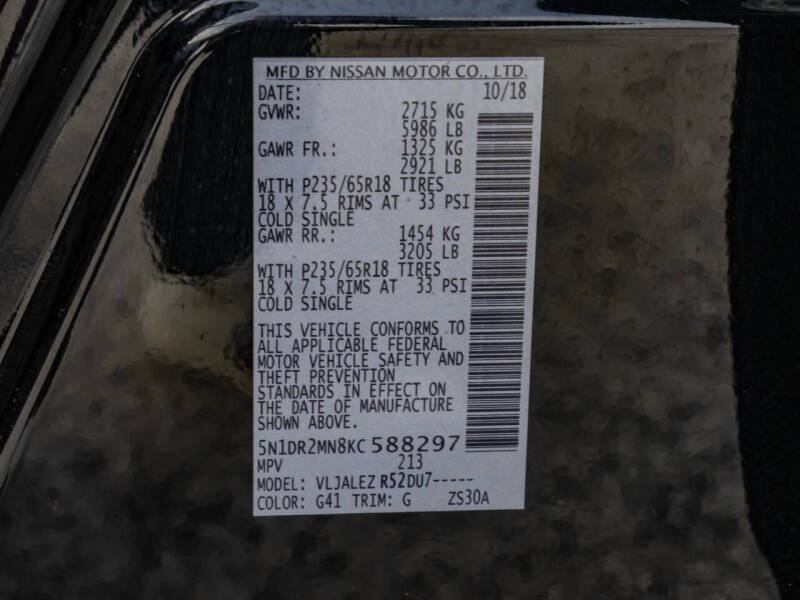 MFD BY NISSAN MOTOR CO., LTD.
DATE: 10/18
GVWR: 2715 KG
5986 LB
GAWR FR.: 1325 KG
2921 LB
WITH P235/65R18 TIRES
18 X 7.5 RIMS AT 33 PSI
COLD SINGLE
GAWR RR.: 1454 KG
3205 LB
WITH P235/65R18 TIRES
18 X 7.5 RIMS AT 33 PSI
COLD SINGLE
THIS VEHICLE CONFORMS TO
ALL APPLICABLE FEDERAL
MOTOR VEHICLE SAFETY AND
THEFT PREVENTION
STANDARDS IN EFFECT ON
THE DATE OF MANUFACTURE
SHOWN ABOVE.
5N1DR2MN8KC 588297
MPV 213
MODEL: VLJALEZ R52DU7-----
COLOR: G41 TRIM: G ZS30A